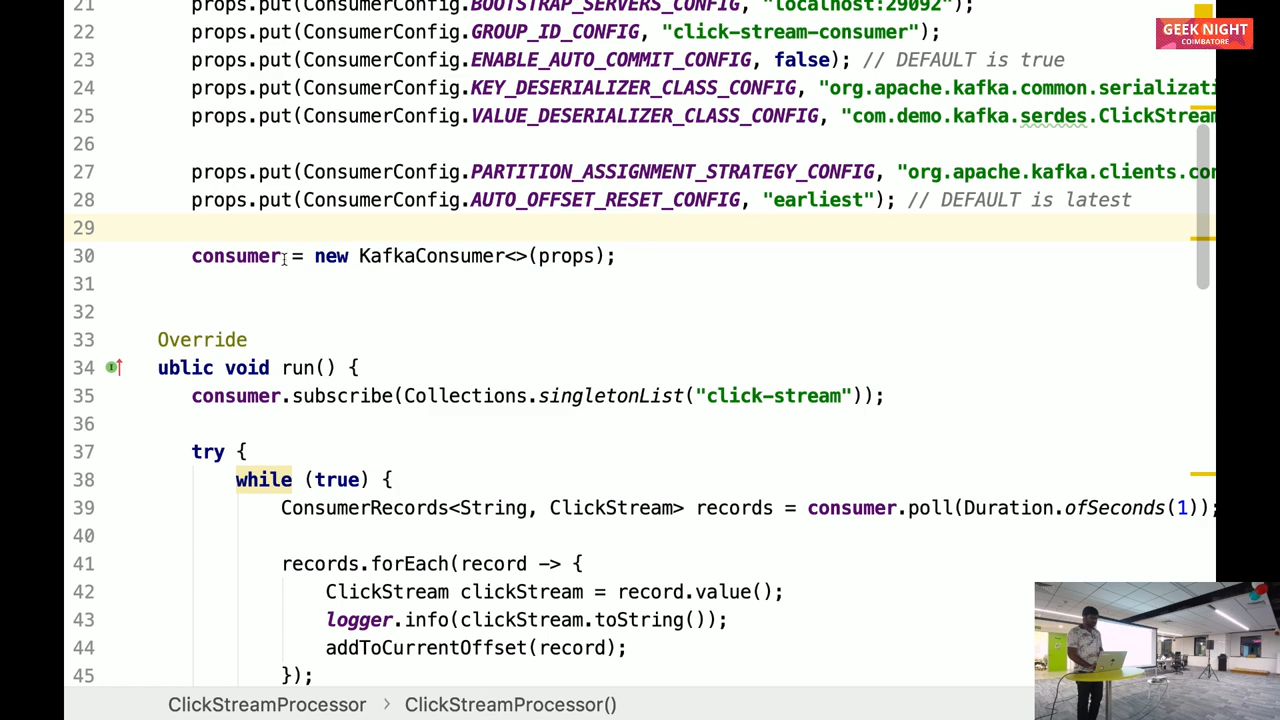 21 props.put(ConsumerConfig.BOOTSTRAP_SERVERS_CONFIG, "localhost:29092");
22 props.put(ConsumerConfig.GROUP_ID_CONFIG, "click-stream-consumer");
23 props.put(ConsumerConfig.ENABLE_AUTO_COMMIT_CONFIG, false); // DEFAULT is true
24 props.put(ConsumerConfig.KEY_DESERIALIZER_CLASS_CONFIG, "org.apache.kafka.common.serializati
25 props.put(ConsumerConfig.VALUE_DESERIALIZER_CLASS_CONFIG, "com.demo.kafka.serdes.ClickStream
26
27 props.put(ConsumerConfig.PARTITION_ASSIGNMENT_STRATEGY_CONFIG, "org.apache.kafka.clients.con
28 props.put(ConsumerConfig.AUTO_OFFSET_RESET_CONFIG, "earliest"); // DEFAULT is latest
29
30 consumer = new KafkaConsumer<>(props);
31
32
33 Override
34 ublic void run() {
35 consumer.subscribe(Collections.singletonList("click-stream"));
36
37 try {
38 while (true) {
39 ConsumerRecords<String, ClickStream> records = consumer.poll(Duration.ofSeconds(1));
40
41 records.forEach(record -> {
42 ClickStream clickStream = record.value();
43 logger.info(clickStream.toString());
44 addToCurrentOffset(record);
45 });
ClickStreamProcessor > ClickStreamProcessor()
GEEK NIGHT
COIMBATORE